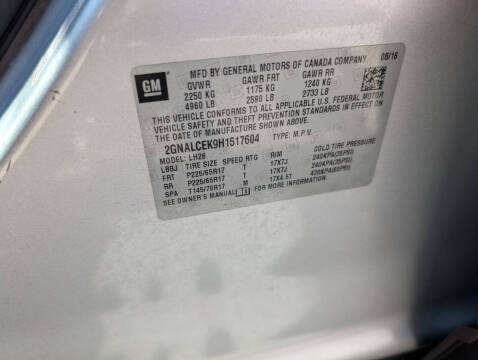 GM
MFD BY GENERAL MOTORS OF CANADA COMPANY 08/16
GVWR GAWR FRT GAWR RR
2250 KG 1175 KG 1240 KG
4960 LB 2590 LB 2733 LB
THIS VEHICLE CONFORMS TO ALL APPLICABLE U.S. FEDERAL MOTOR
VEHICLE SAFETY AND THEFT PREVENTION STANDARDS IN EFFECT ON
THE DATE OF MANUFACTURE SHOWN ABOVE.
2GNALCEK9H1517604 TYPE: M.P.V.
MODEL: LH26
LBBJ TIRE SIZE SPEED RTG RIM COLD TIRE PRESSURE
FRT P225/65R17 T 17X7J 240KPA(35PSI)
RR P225/65R17 T 17X7J 240KPA(35PSI)
SPA T145/70R17 M 17X4.5T 420KPA(60PSI)
SEE OWNER'S MANUAL FOR MORE INFORMATION.